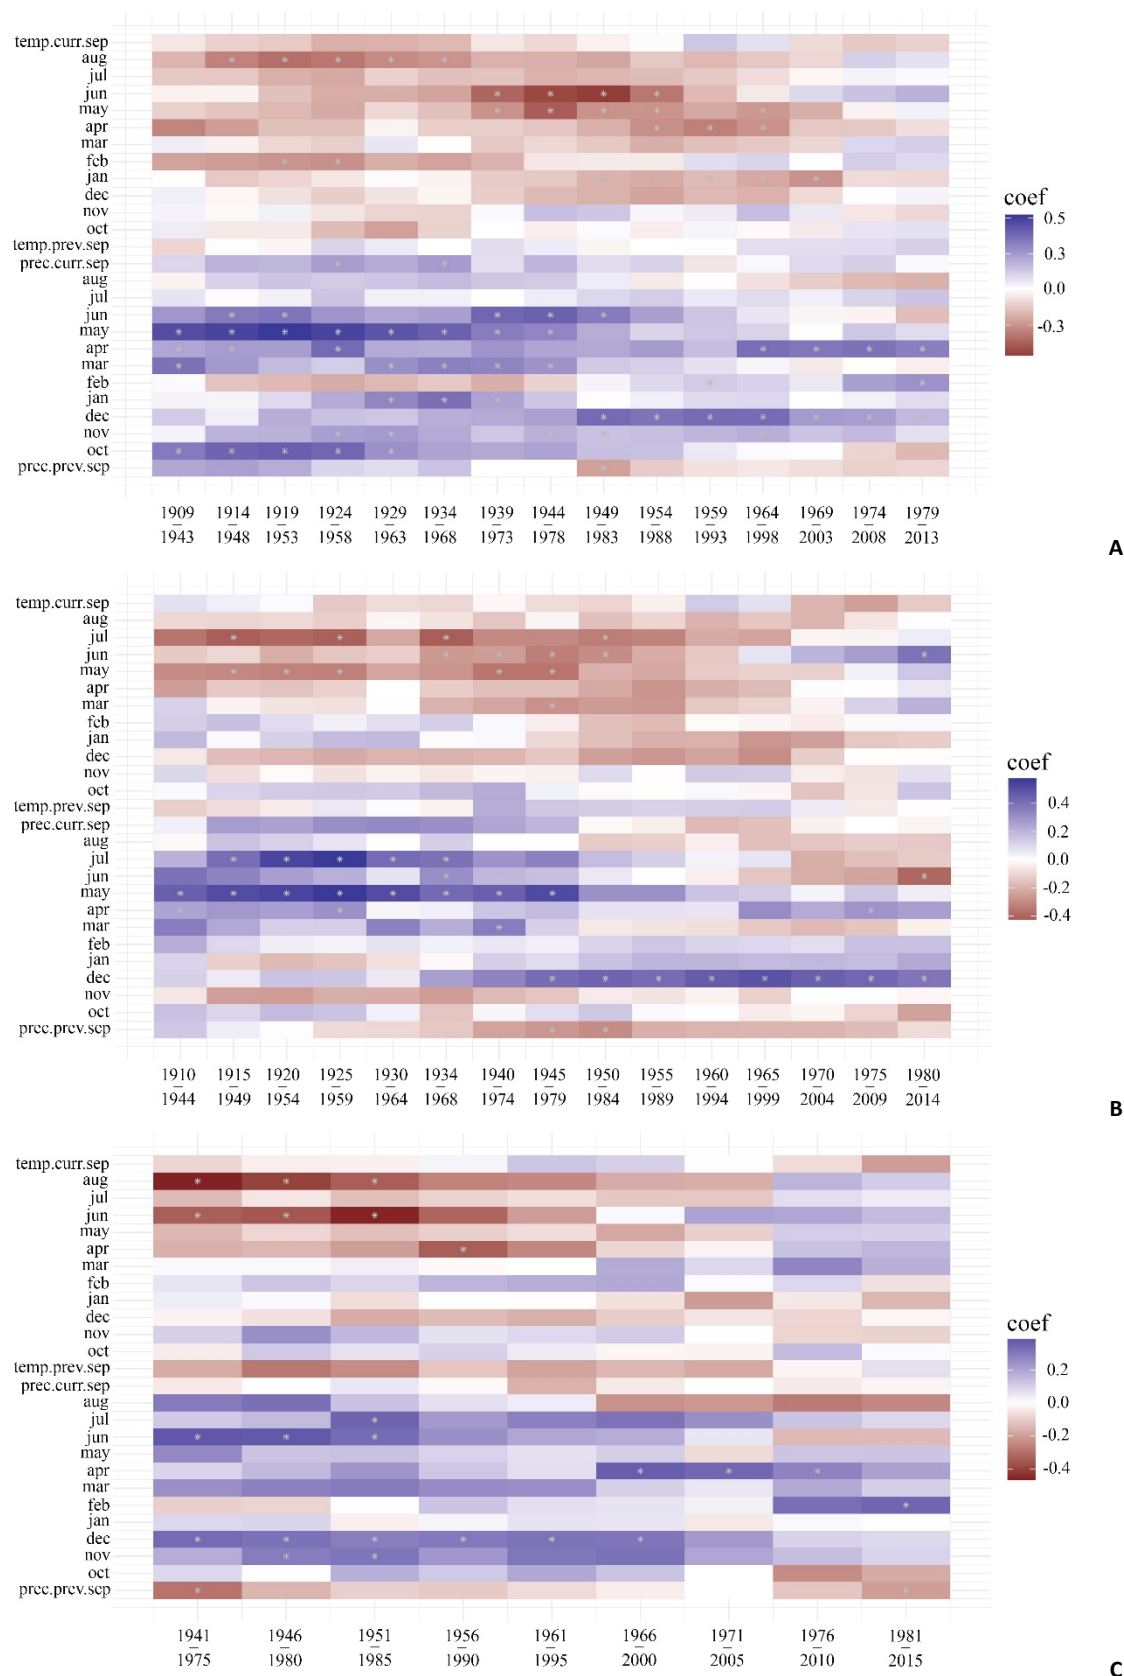 temp.curr.sep
aug
jul
jun
may
apr
mar
feb
jan
dec
nov
oct
temp.prev.sep
prec.curr.sep
aug
jul
jun
may
apr
mar
feb
jan
dec
nov
oct
prec.prev.sep
coef
0.5
0.3
0.0
-0.3
1909 1914 1919 1924 1929 1934 1939 1944 1949 1954 1959 1964 1969 1974 1979
– – – – – – – – – – – – – – –
1943 1948 1953 1958 1963 1968 1973 1978 1983 1988 1993 1998 2003 2008 2013
A
temp.curr.sep
aug
jul
jun
may
apr
mar
feb
jan
dec
nov
oct
temp.prev.sep
prec.curr.sep
aug
jul
jun
may
apr
mar
feb
jan
dec
nov
oct
prec.prev.sep
coef
0.4
0.2
0.0
-0.2
-0.4
1910 1915 1920 1925 1930 1934 1940 1945 1950 1955 1960 1965 1970 1975 1980
– – – – – – – – – – – – – – –
1944 1949 1954 1959 1964 1968 1974 1979 1984 1989 1994 1999 2004 2009 2014
B
temp.curr.sep
aug
jul
jun
may
apr
mar
feb
jan
dec
nov
oct
temp.prev.sep
prec.curr.sep
aug
jul
jun
may
apr
mar
feb
jan
dec
nov
oct
prec.prev.sep
coef
0.2
0.0
-0.2
-0.4
1941 1946 1951 1956 1961 1966 1971 1976 1981
– – – – – – – – –
1975 1980 1985 1990 1995 2000 2005 2010 2015
C